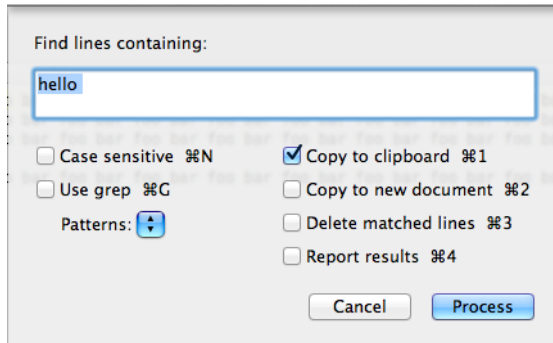 Find lines containing:
hello
Case sensitive ⌘N
Use grep ⌘G
Patterns:
Copy to clipboard ⌘1
Copy to new document ⌘2
Delete matched lines ⌘3
Report results ⌘4
Cancel
Process